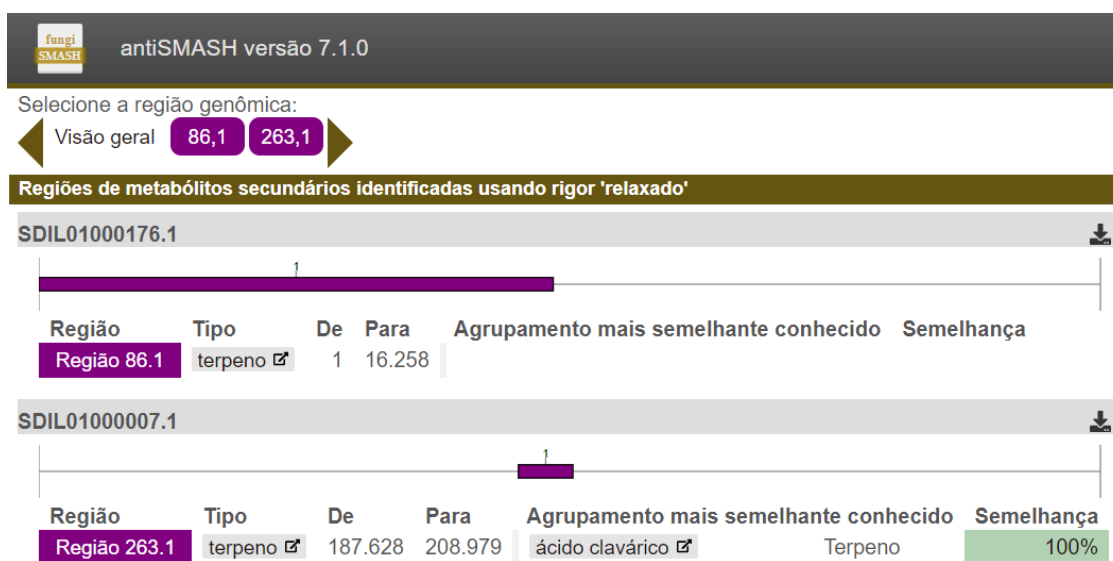 fungi
SMASH
antiSMASH versão 7.1.0
Selecione a região genômica:
Visão geral 86,1 263,1
Regiões de metabólitos secundários identificadas usando rigor 'relaxado'
SDIL01000176.1
1
Região Tipo De Para Agrupamento mais semelhante conhecido Semelhança
Região 86.1 terpeno 1 16.258
SDIL01000007.1
1
Região Tipo De Para Agrupamento mais semelhante conhecido Semelhança
Região 263.1 terpeno 187.628 208.979 ácido clavárico Terpeno 100%